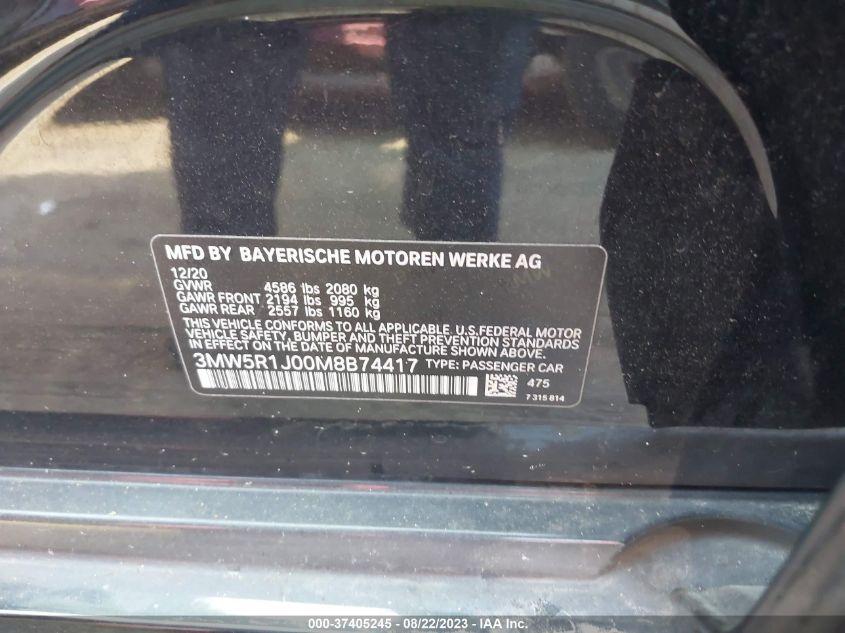 MFD BY BAYERISCHE MOTOREN WERKE AG
12/20
GVWR 4586 lbs 2080 kg
GAWR FRONT 2194 lbs 995 kg
GAWR REAR 2557 lbs 1160 kg
THIS VEHICLE CONFORMS TO ALL APPLICABLE U.S.FEDERAL MOTOR
VEHICLE SAFETY, BUMPER, AND THEFT PREVENTION STANDARDS
IN EFFECT ON THE DATE OF MANUFACTURE SHOWN ABOVE.
3MW5R1J00M8B74417 TYPE: PASSENGER CAR
475
7 315 814
000-37405245 - 08/22/2023 - IAA Inc.